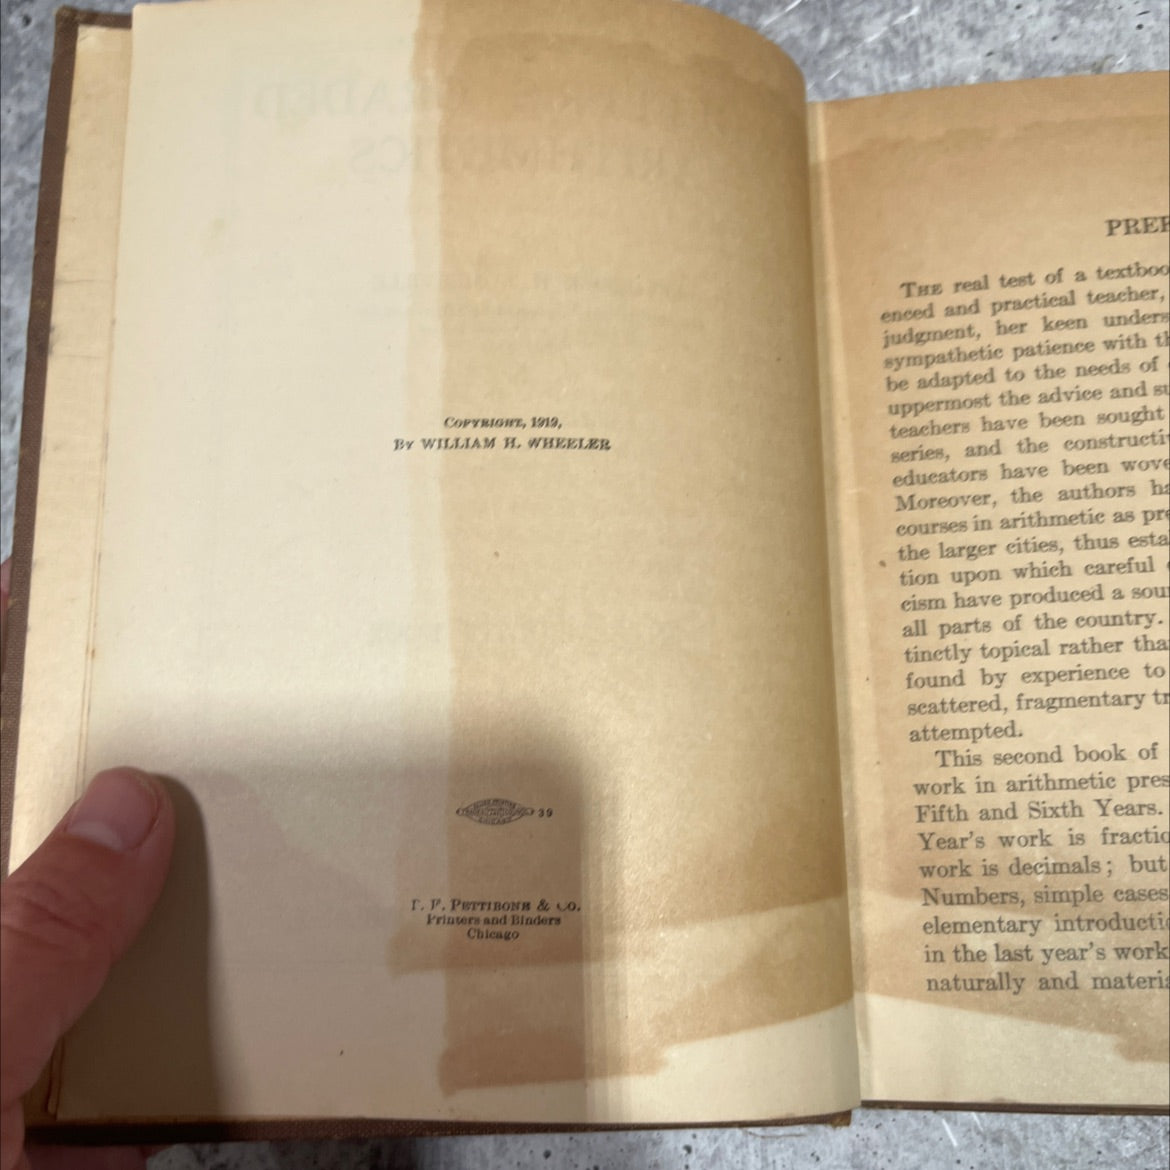 COPYRIGHT, 1919,
BY WILLIAM H. WHEELER
39
P. F. PETTIBONE & CO.
Printers and Binders
Chicago
PREF
THE real test of a textboo
enced and practical teacher,
judgment, her keen unders
sympathetic patience with th
be adapted to the needs of
uppermost the advice and su
teachers have been sought
series, and the constructiv
educators have been wove
Moreover, the authors ha
courses in arithmetic as pre
the larger cities, thus esta
tion upon which careful
cism have produced a sour
all parts of the country.
tinctly topical rather tha
found by experience to
scattered, fragmentary tr
attempted.
This second book of
work in arithmetic pres
Fifth and Sixth Years.
Year's work is fractio
work is decimals; but
Numbers, simple cases
elementary introductio
in the last year's work
naturally and materia